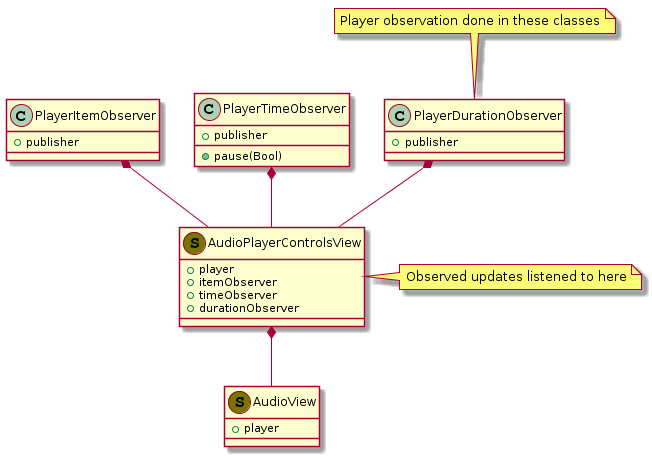 Player observation done in these classes
C PlayerItemObserver
publisher
C PlayerTimeObserver
publisher
pause(Bool)
C PlayerDurationObserver
publisher
S AudioPlayerControlsView
player
itemObserver
timeObserver
durationObserver
Observed updates listened to here
S AudioView
player